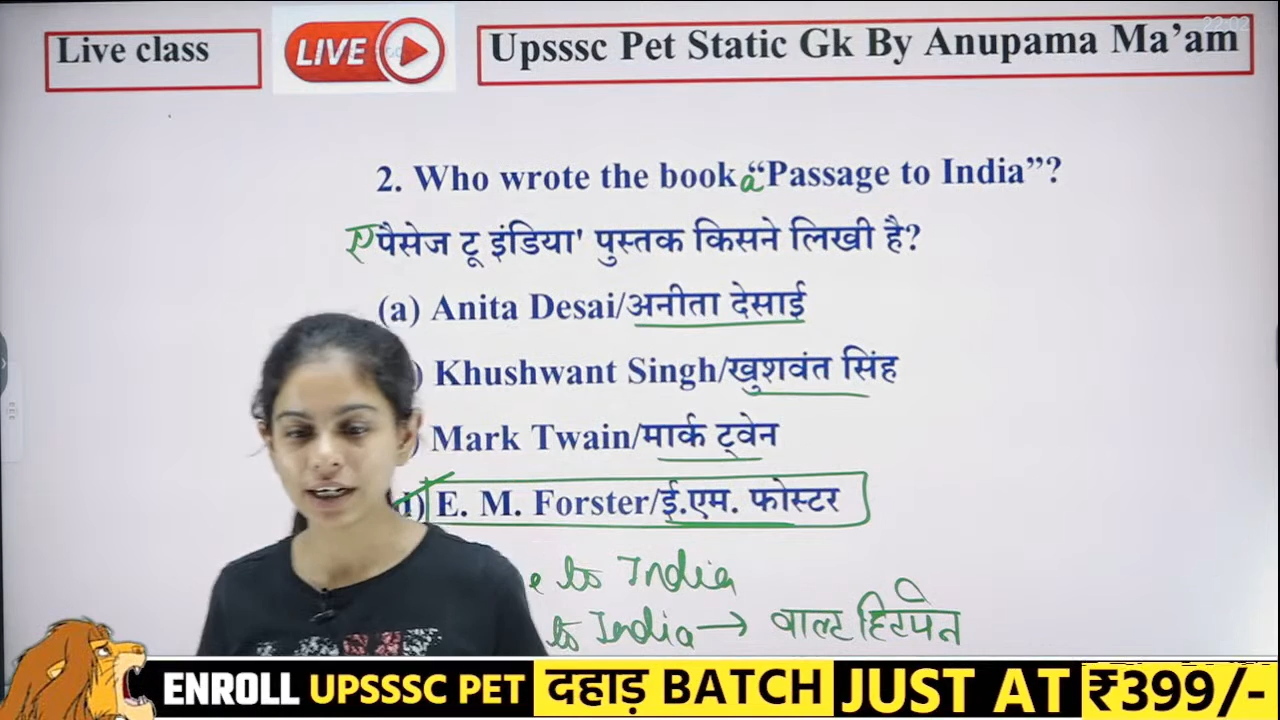 22:02
Live class
LIVE
Upsssc Pet Static Gk By Anupama Ma’am
2. Who wrote the book a “Passage to India”?
ए पैसेज टू इंडिया' पुस्तक किसने लिखी है?
(a) Anita Desai/अनीता देसाई
) Khushwant Singh/खुशवंत सिंह
) Mark Twain/मार्क ट्वेन
d) E. M. Forster/ई.एम. फोस्टर
e to India
to India → वाल्ट
ENROLL UPSSSC PET दहाड़ BATCH JUST AT ₹399/-